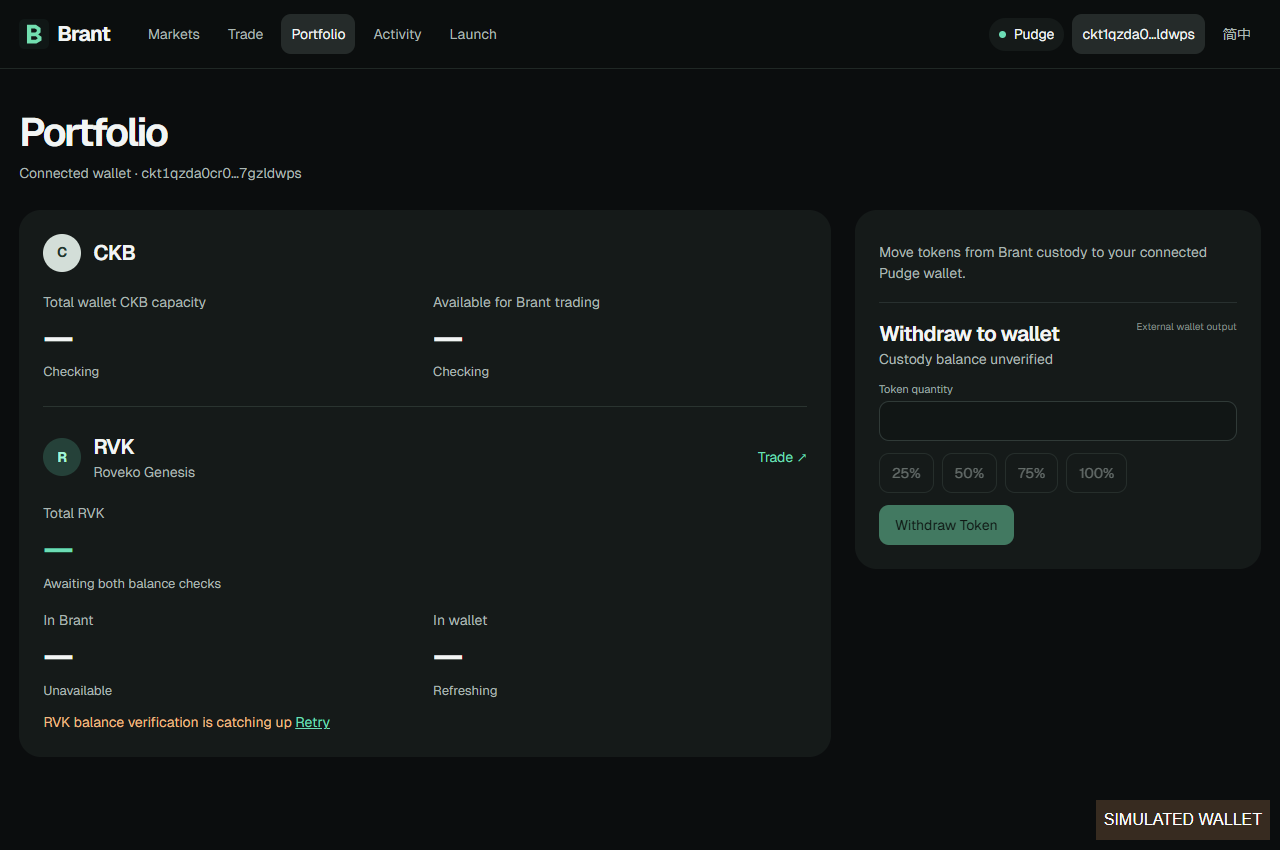 B Brant
Markets
Trade
Portfolio
Activity
Launch
Pudge
ckt1qzda0...ldwps
简中
Portfolio
Connected wallet · ckt1qzda0cr0...7gzldwps
C
CKB
Total wallet CKB capacity
Available for Brant trading
—
—
Checking
Checking
R
RVK
Roveko Genesis
Trade ↗
Total RVK
—
Awaiting both balance checks
In Brant
In wallet
—
—
Unavailable
Refreshing
RVK balance verification is catching up Retry
Move tokens from Brant custody to your connected
Pudge wallet.
Withdraw to wallet
External wallet output
Custody balance unverified
Token quantity
25%
50%
75%
100%
Withdraw Token
SIMULATED WALLET